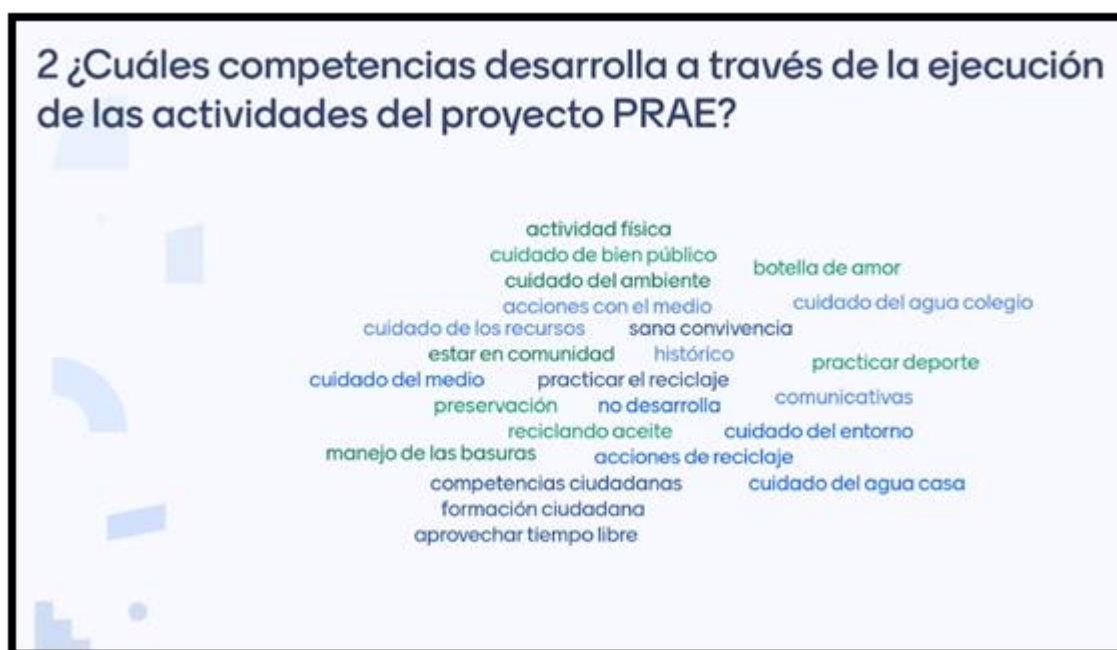 2 ¿Cuáles competencias desarrolla a través de la ejecución
de las actividades del proyecto PRAE?
actividad física
cuidado de bien público
botella de amor
cuidado del ambiente
acciones con el medio
cuidado del agua colegio
cuidado de los recursos
sana convivencia
estar en comunidad
histórico
practicar deporte
cuidado del medio
practicar el reciclaje
comunicativas
preservación
no desarrolla
reciclando aceite
cuidado del entorno
manejo de las basuras
acciones de reciclaje
competencias ciudadanas
cuidado del agua casa
formación ciudadana
aprovechar tiempo libre